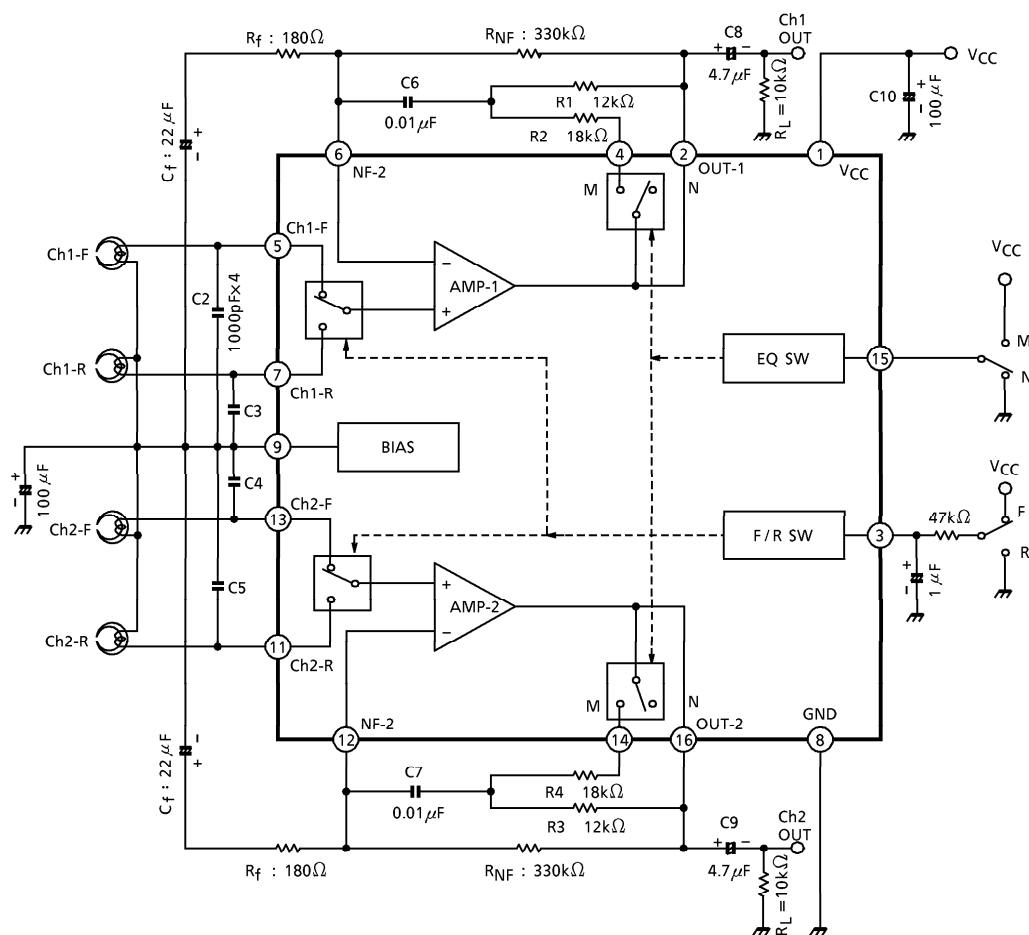 Rf : 180Ω
RNF : 330kΩ
C8
+ −
4.7μF
Ch1
OUT
VCC
C6
0.01μF
R1 12kΩ
R2 18kΩ
RL = 10kΩ
C10
+
−
100μF
Cf : 22μF
+
−
6
NF-2
4
2
OUT-1
1
VCC
M
N
Ch1-F
5
Ch1-F
C2
1000pF×4
−
AMP-1
+
VCC
M
N
Ch1-R
7
Ch1-R
C3
EQ SW
15
9
BIAS
+
−
100μF
C4
VCC
F
R
Ch2-F
13
Ch2-F
F/R SW
3
47kΩ
+
−
1μF
C5
+
AMP-2
−
Ch2-R
11
Ch2-R
M
N
NF-2
12
14
16
OUT-2
GND
8
Cf : 22μF
−
+
C7
0.01μF
R4 18kΩ
R3 12kΩ
C9
+ −
4.7μF
Ch2
OUT
Rf : 180Ω
RNF : 330kΩ
RL = 10kΩ